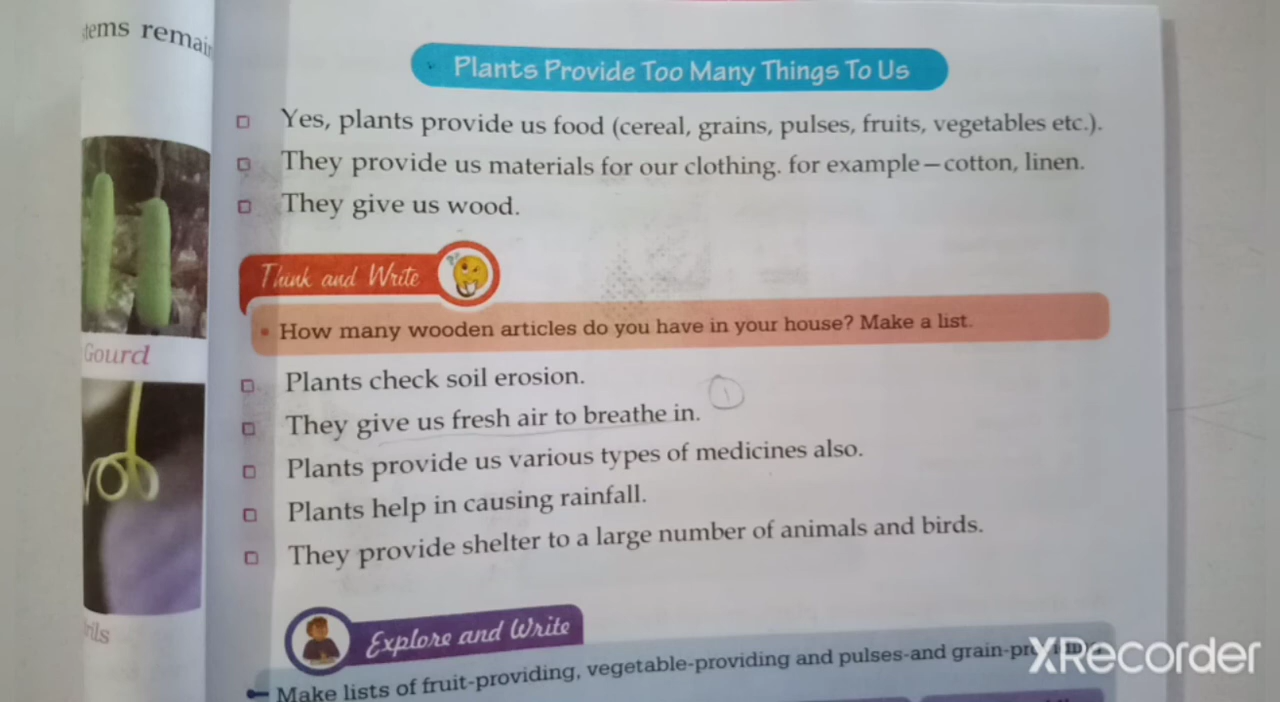 tems remain
Plants Provide Too Many Things To Us
Yes, plants provide us food (cereal, grains, pulses, fruits, vegetables etc.).
They provide us materials for our clothing. for example—cotton, linen.
They give us wood.
Think and Write
How many wooden articles do you have in your house? Make a list.
Gourd
Plants check soil erosion.
1
They give us fresh air to breathe in.
Plants provide us various types of medicines also.
Plants help in causing rainfall.
They provide shelter to a large number of animals and birds.
Explore and Write
Make lists of fruit-providing, vegetable-providing and pulses-and
XRecorder